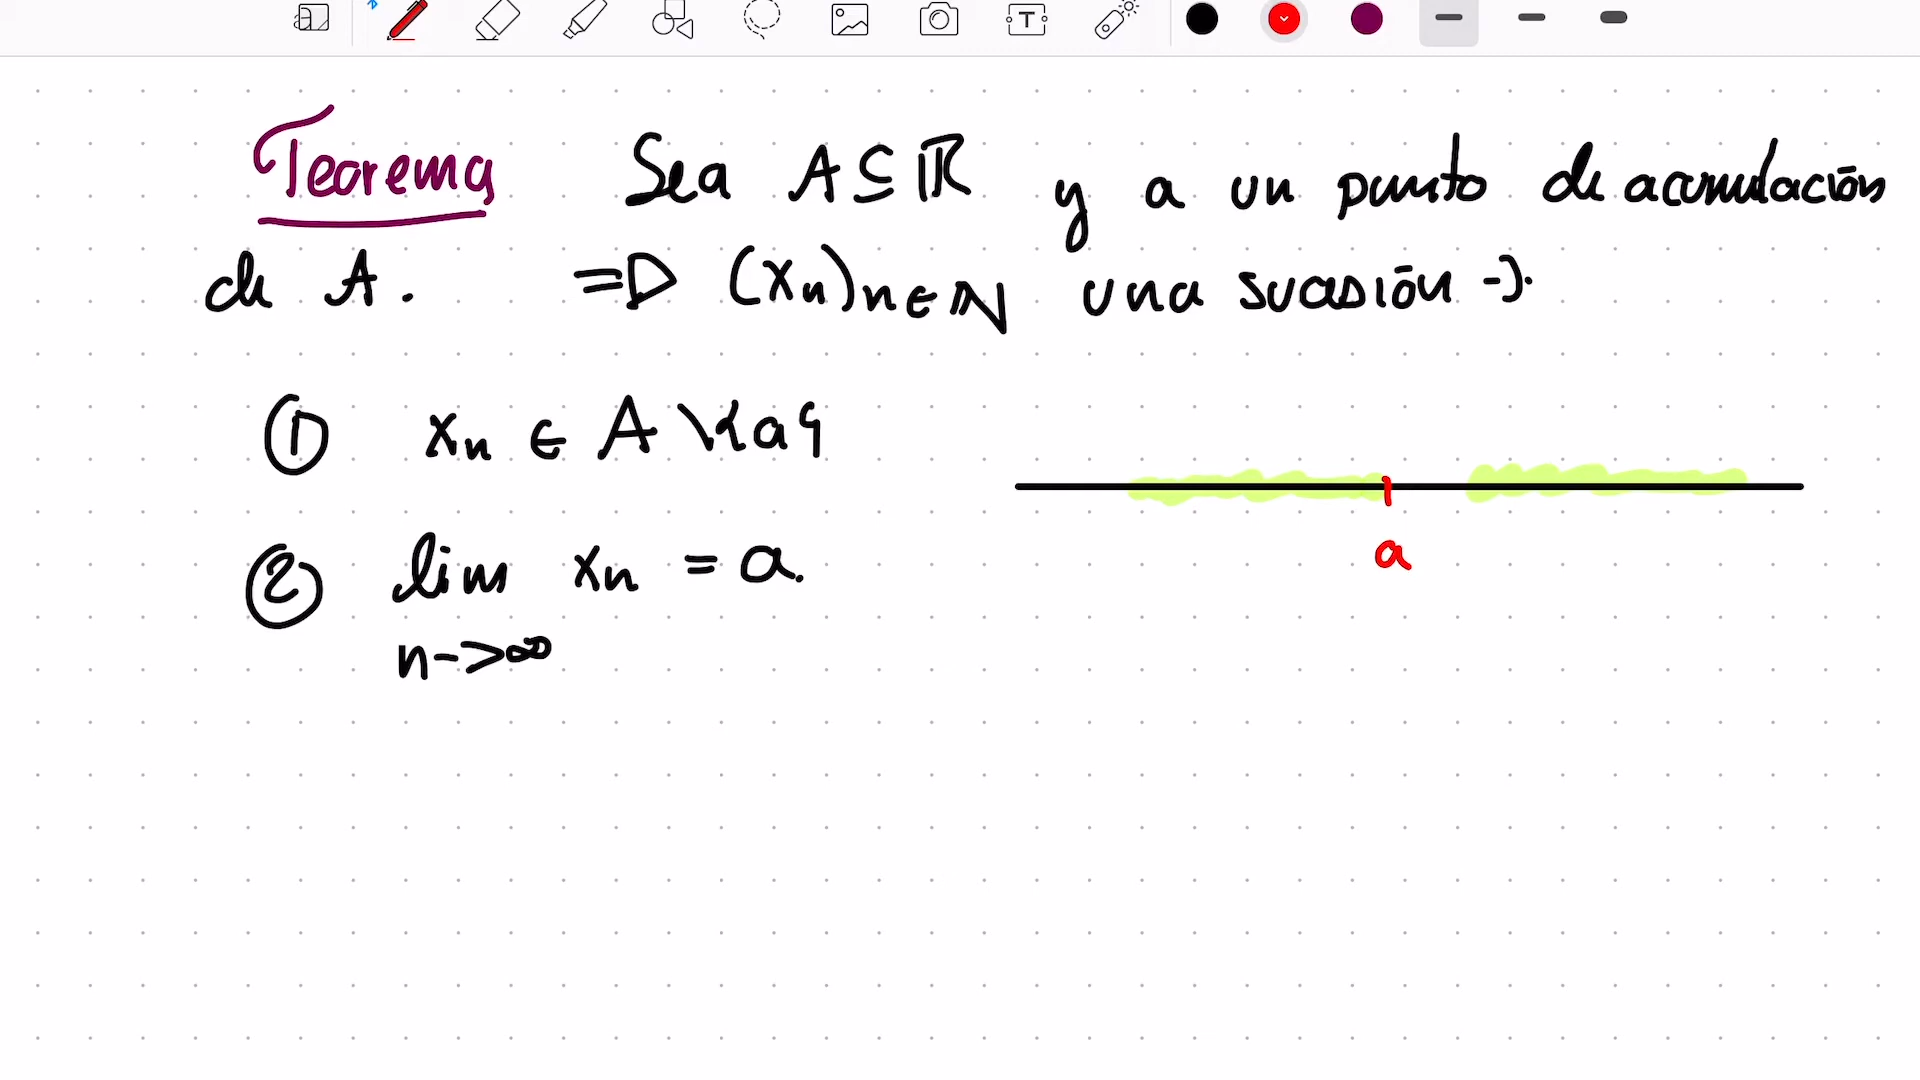 Teorema Sea A ⊆ ℝ y a un punto de acumulación
de A. => (xₙ)ₙ∈ℕ una sucesión -).
① xₙ ∈ A \ {a}
② lim xₙ = a.
n->∞
a